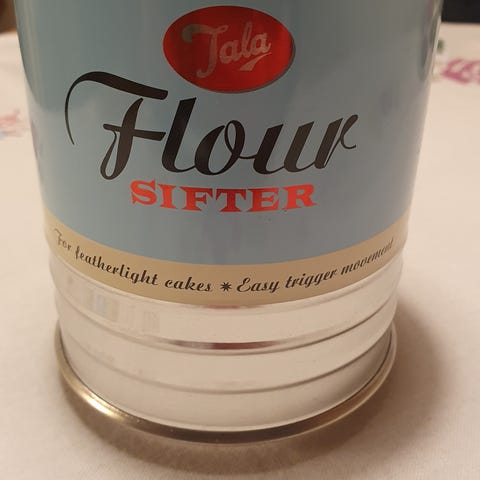 Tala
Flour
SIFTER
For featherlight cakes ✷ Easy trigger movement